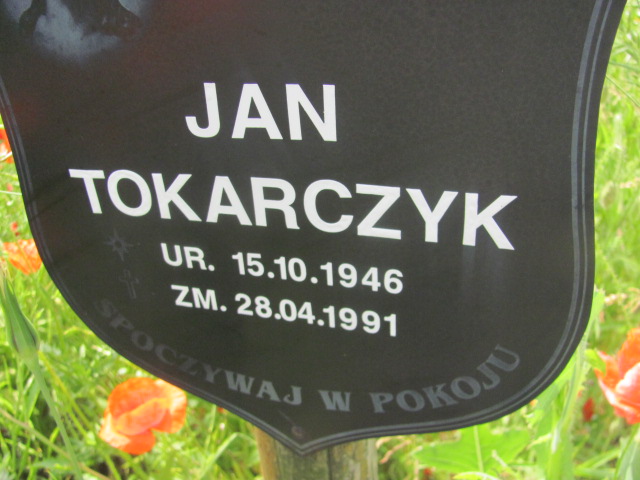 JAN
TOKARCZYK
UR. 15.10.1946
ZM. 28.04.1991
SPOCZYWAJ W POKOJU